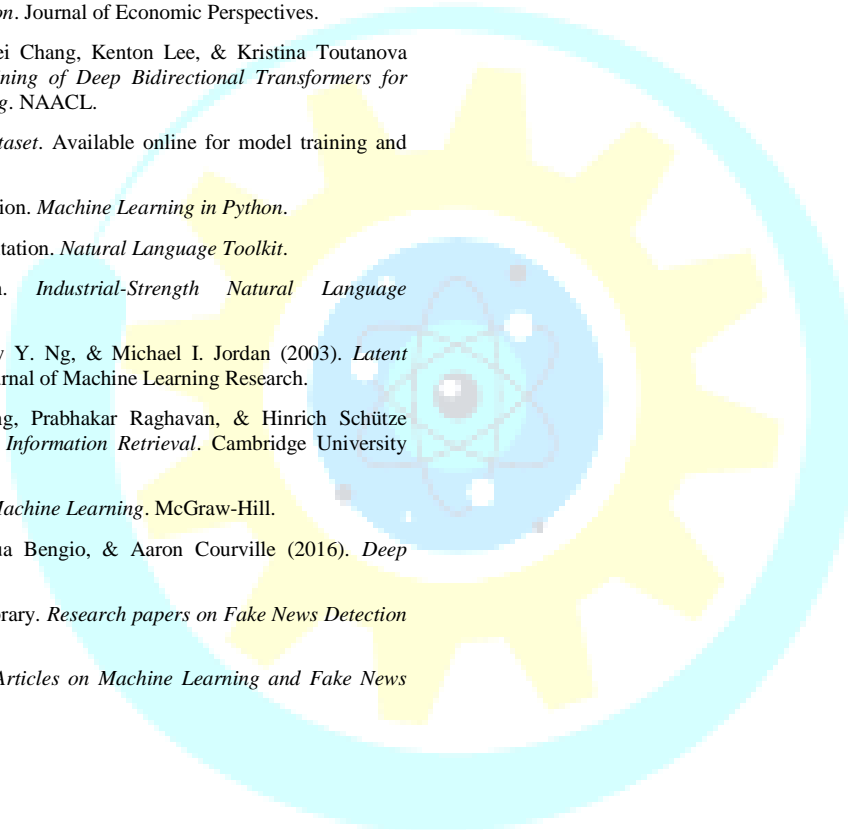 on. Journal of Economic Perspectives.
ei Chang, Kenton Lee, & Kristina Toutanova
ning of Deep Bidirectional Transformers for
g. NAACL.
taset. Available online for model training and
ion. Machine Learning in Python.
tation. Natural Language Toolkit.
n. Industrial-Strength Natural Language
y Y. Ng, & Michael I. Jordan (2003). Latent
urnal of Machine Learning Research.
ng, Prabhakar Raghavan, & Hinrich Schütze
Information Retrieval. Cambridge University
Machine Learning. McGraw-Hill.
ua Bengio, & Aaron Courville (2016). Deep
brary. Research papers on Fake News Detection
Articles on Machine Learning and Fake News